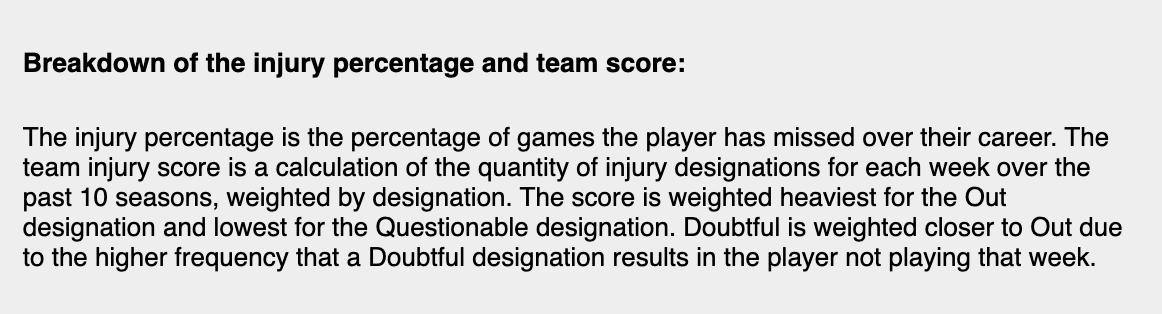 Breakdown of the injury percentage and team score:
The injury percentage is the percentage of games the player has missed over their career. The
team injury score is a calculation of the quantity of injury designations for each week over the
past 10 seasons, weighted by designation. The score is weighted heaviest for the Out
designation and lowest for the Questionable designation. Doubtful is weighted closer to Out due
to the higher frequency that a Doubtful designation results in the player not playing that week.